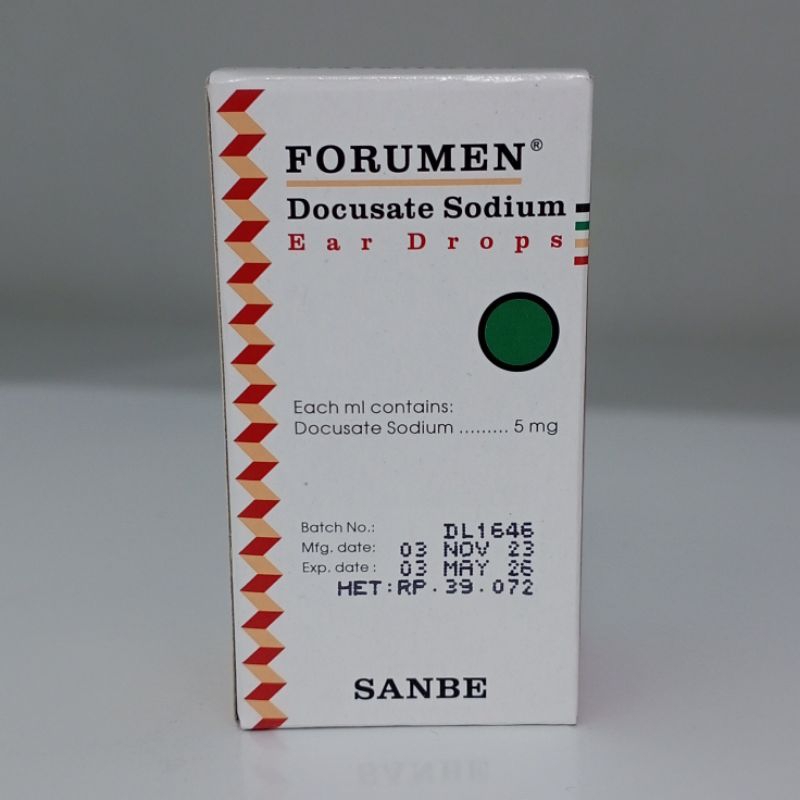 FORUMEN®
Docusate Sodium
Ear Drops
Each ml contains:
Docusate Sodium ......... 5 mg
Batch No.: DL1646
Mfg. date: 03 NOV 23
Exp. date : 03 MAY 26
HET:RP.39.072
SANBE